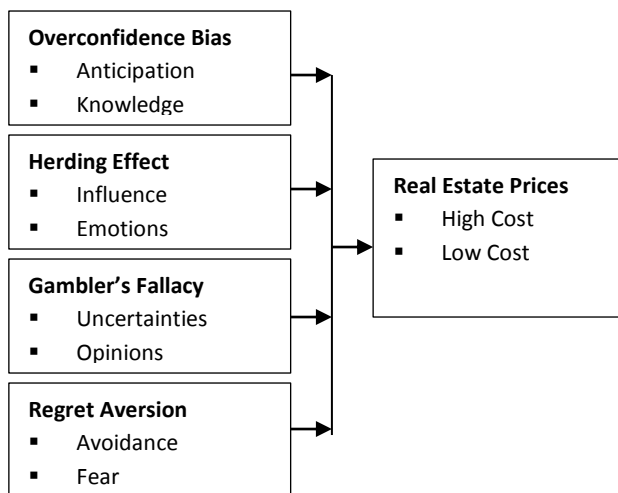 Overconfidence Bias
▪ Anticipation
▪ Knowledge
Herding Effect
▪ Influence
▪ Emotions
Gambler’s Fallacy
▪ Uncertainties
▪ Opinions
Regret Aversion
▪ Avoidance
▪ Fear
Real Estate Prices
▪ High Cost
▪ Low Cost